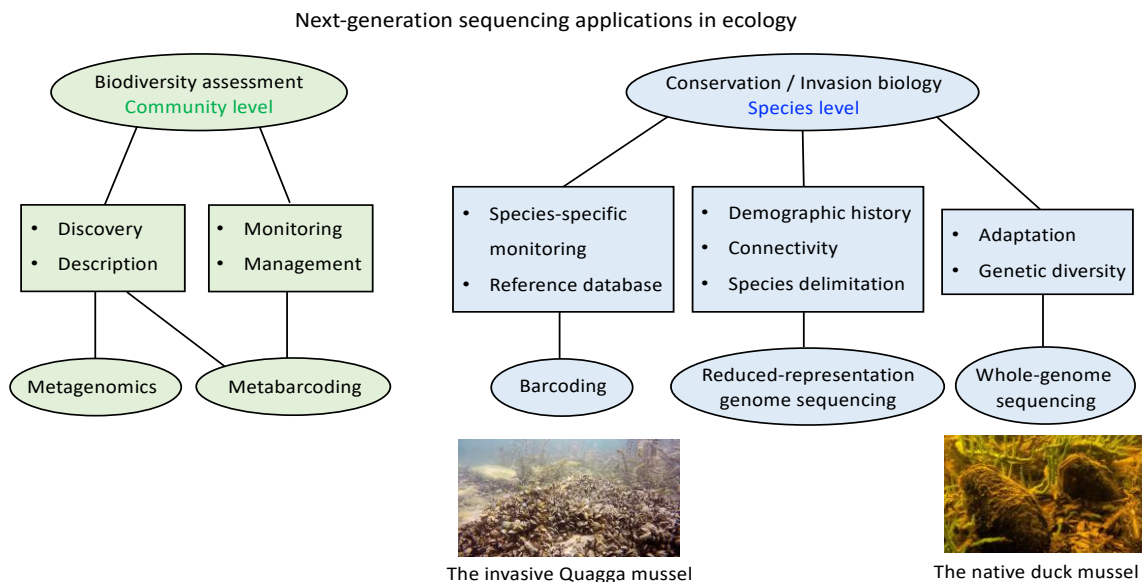 Next-generation sequencing applications in ecology
Biodiversity assessment
Community level
Conservation / Invasion biology
Species level
• Discovery
• Description
• Monitoring
• Management
• Species-specific
monitoring
• Reference database
• Demographic history
• Connectivity
• Species delimitation
• Adaptation
• Genetic diversity
Metagenomics
Metabarcoding
Barcoding
Reduced-representation
genome sequencing
Whole-genome
sequencing
The invasive Quagga mussel
The native duck mussel